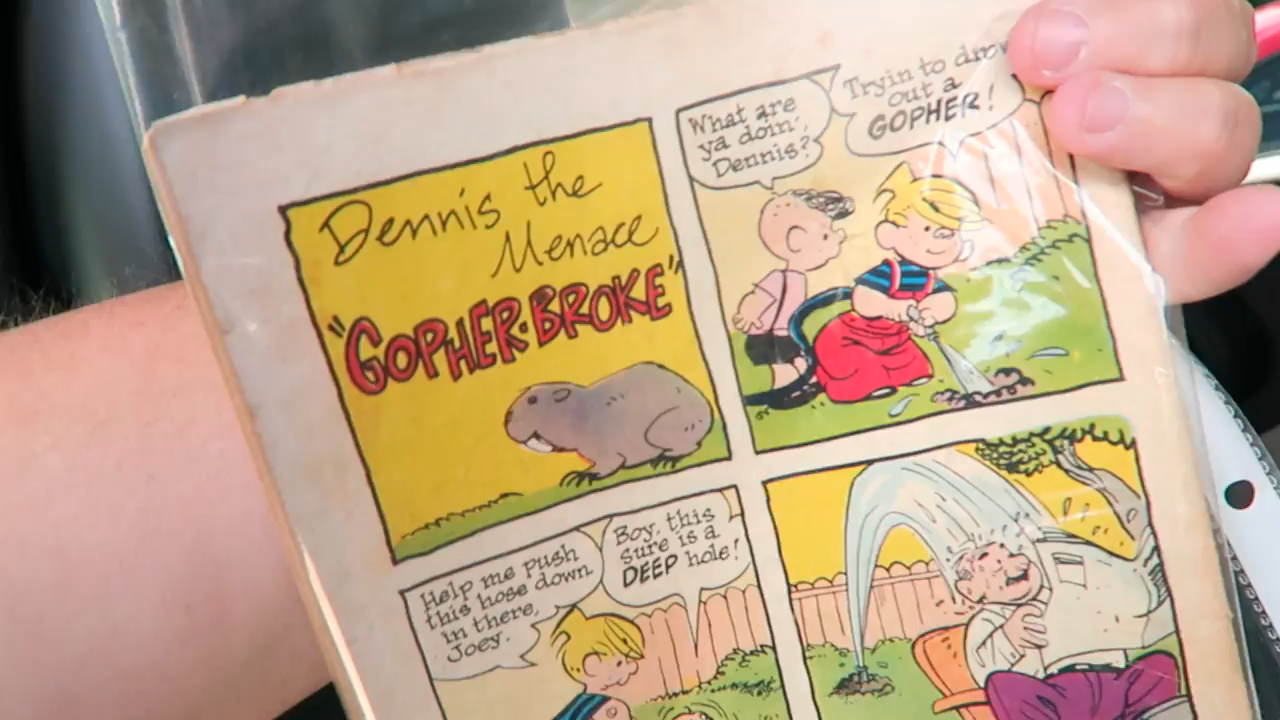 Dennis the
Menace
"GOPHER-BROKE"
What are
ya doin',
Dennis?
Tryin to
out a
GOPHER!
Help me push
this hose down
in there,
Joey.
Boy, this
sure is a
DEEP hole!